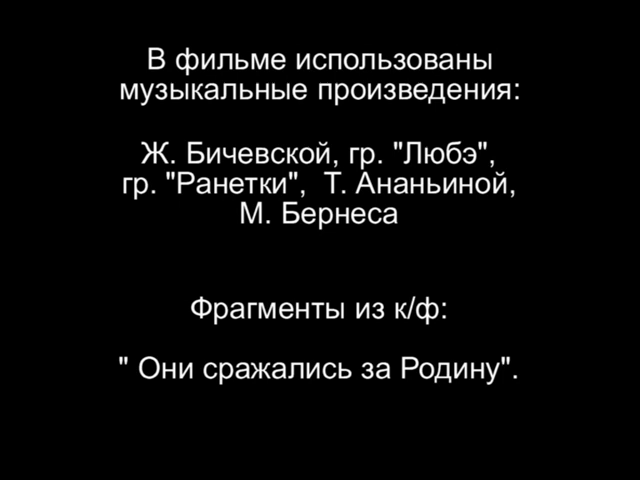 В фильме использованы
музыкальные произведения:
Ж. Бичевской, гр. "Любэ",
гр. "Ранетки",  Т. Ананьиной,
М. Бернеса
Фрагменты из к/ф:
" Они сражались за Родину".